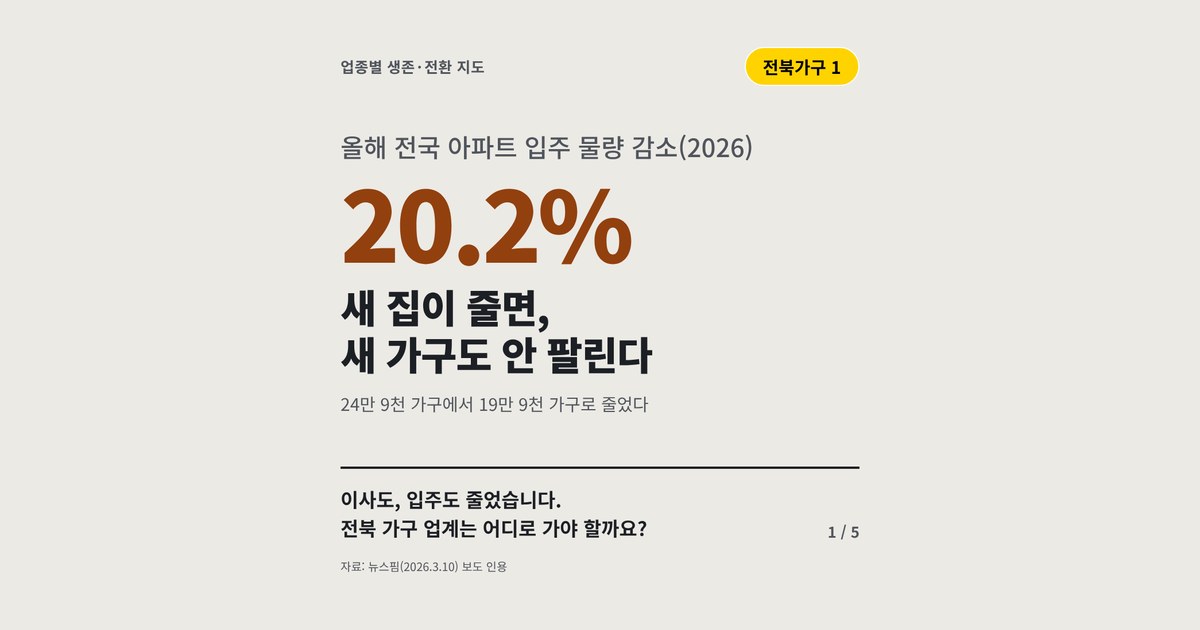 업종별 생존·전환 지도
전북가구 1
올해 전국 아파트 입주 물량 감소(2026)
20.2%
새 집이 줄면,
새 가구도 안 팔린다
24만 9천 가구에서 19만 9천 가구로 줄었다
이사도, 입주도 줄었습니다.
전북 가구 업계는 어디로 가야 할까요?
1 / 5
자료: 뉴스핌(2026.3.10) 보도 인용